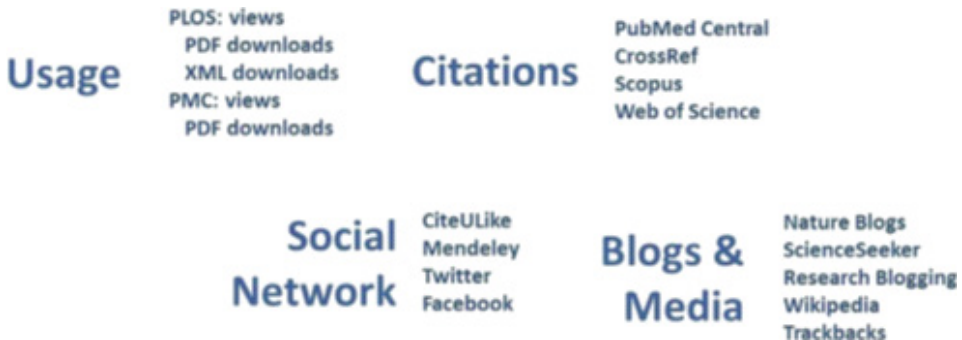 Usage
PLOS: views
PDF downloads
XML downloads
PMC: views
PDF downloads
Citations
PubMed Central
CrossRef
Scopus
Web of Science
Social
Network
CiteULike
Mendeley
Twitter
Facebook
Blogs &
Media
Nature Blogs
ScienceSeeker
Research Blogging
Wikipedia
Trackbacks